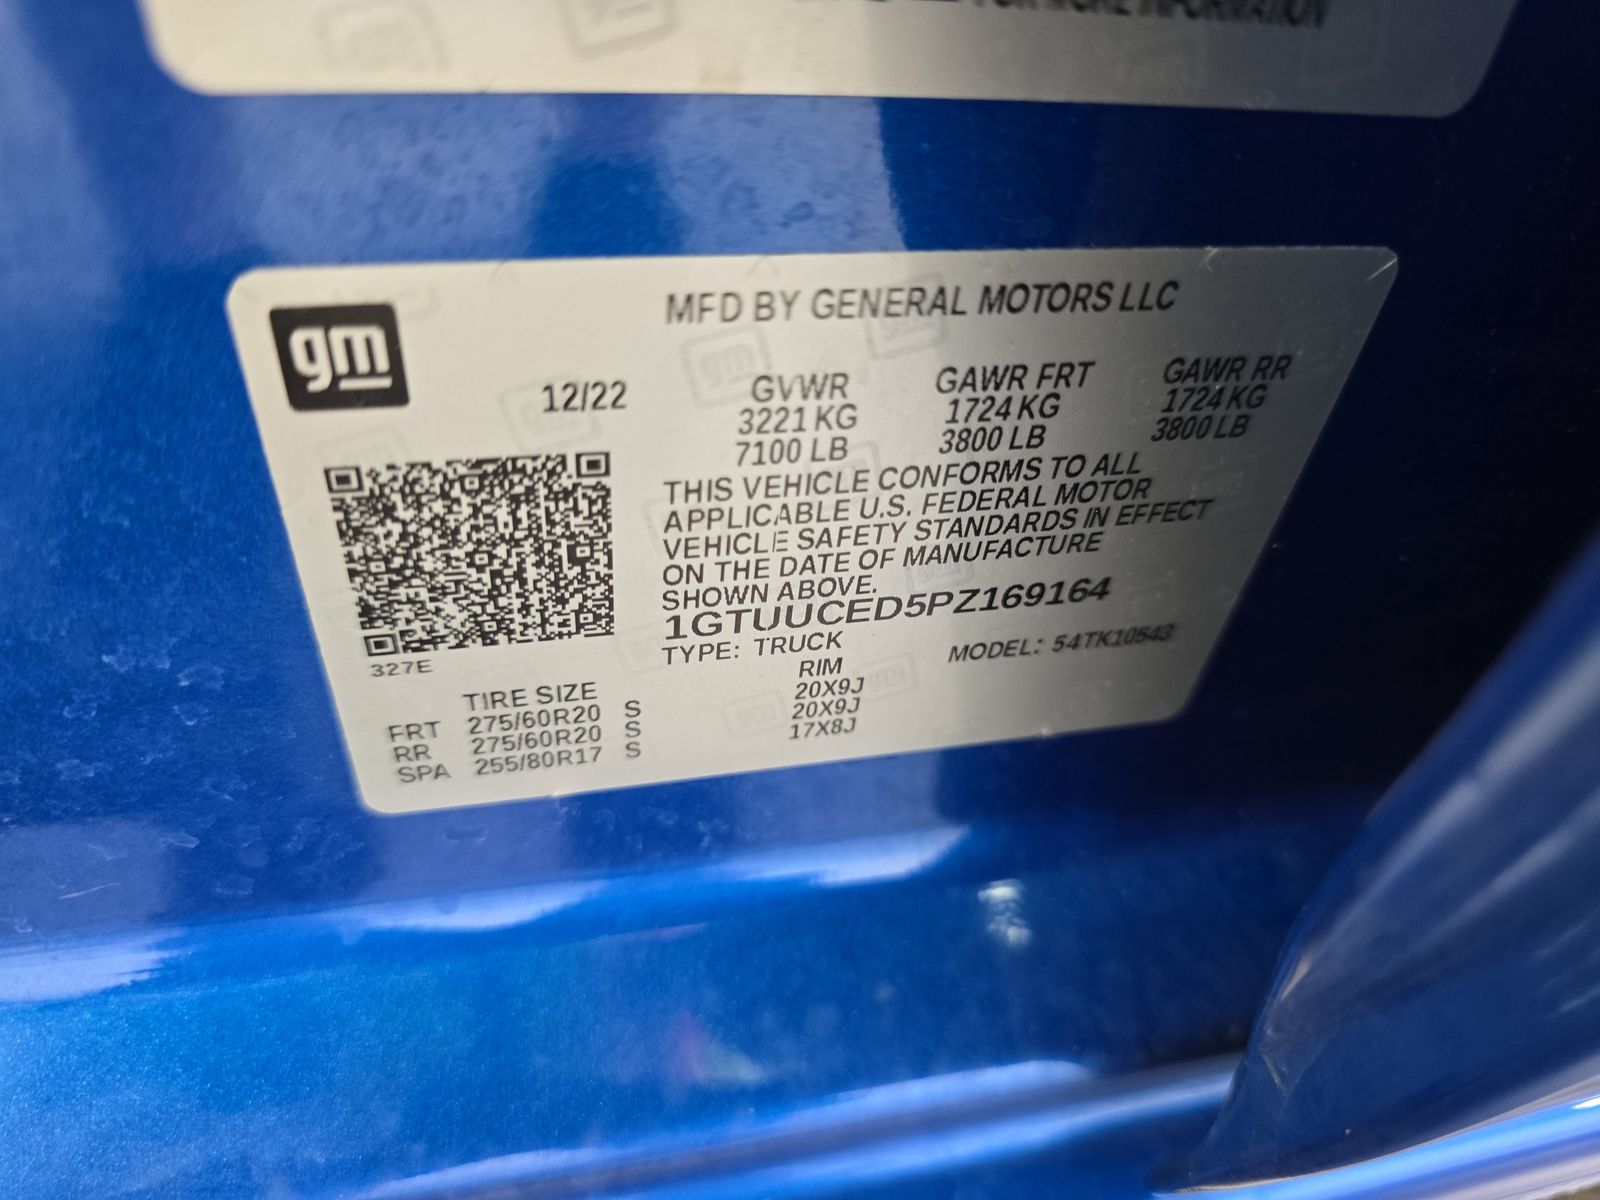 FOR MORE INFORMATION
gm
MFD BY GENERAL MOTORS LLC
12/22
GVWR GAWR FRT GAWR RR
3221 KG 1724 KG 1724 KG
7100 LB 3800 LB 3800 LB
THIS VEHICLE CONFORMS TO ALL
APPLICABLE U.S. FEDERAL MOTOR
VEHICLE SAFETY STANDARDS IN EFFECT
ON THE DATE OF MANUFACTURE
SHOWN ABOVE.
1GTUUCED5PZ169164
TYPE: TRUCK MODEL: 54TK10543
327E
TIRE SIZE RIM
FRT 275/60R20 S 20X9J
RR 275/60R20 S 20X9J
SPA 255/80R17 S 17X8J